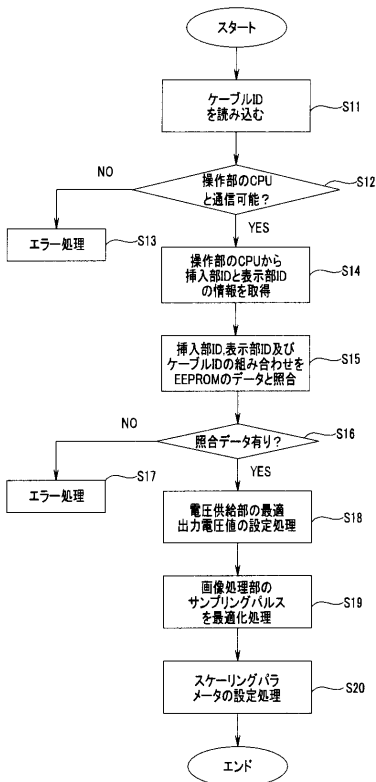 スタート
ケーブルID
を読み込む
S11
NO
操作部のCPU
と通信可能?
S12
エラー処理
S13
YES
操作部のCPUから
挿入部IDと表示部ID
の情報を取得
S14
挿入部ID,表示部ID及び
ケーブルIDの組み合わせを
EEPROMのデータと照合
S15
NO
照合データ有り?
S16
エラー処理
S17
YES
電圧供給部の最適
出力電圧値の設定処理
S18
画像処理部の
サンプリングパルス
を最適化処理
S19
スケーリングパラ
メータの設定処理
S20
エンド